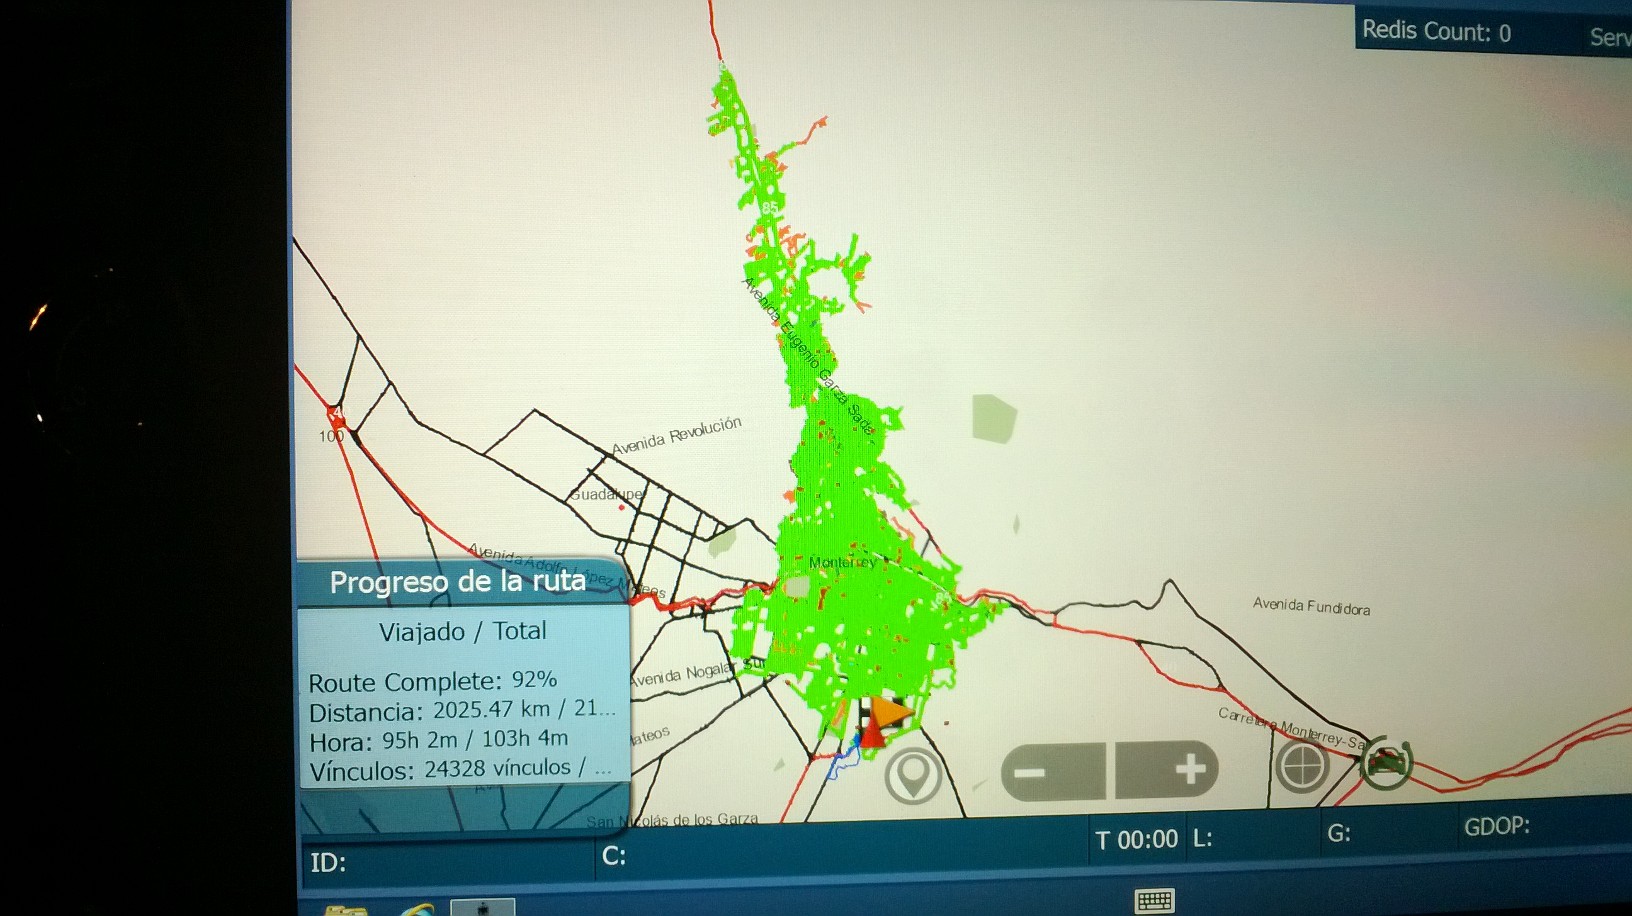 Redis Count: 0
Serv
85
Avenida Eugenio Garza Sada
Avenida Revolución
100
Guadalupe
Avenida Adolfo López Mateos
Monterrey
Avenida Fundidora
Progreso de la ruta
Viajado / Total
Route Complete: 92%
Distancia: 2025.47 km / 21...
Hora: 95h 2m / 103h 4m
Vínculos: 24328 vínculos / ...
Avenida Nogalar Sur
Mateos
Carretera Monterrey-Sa
San Nicolás de los Garza
ID:
C:
T 00:00
L:
G:
GDOP: